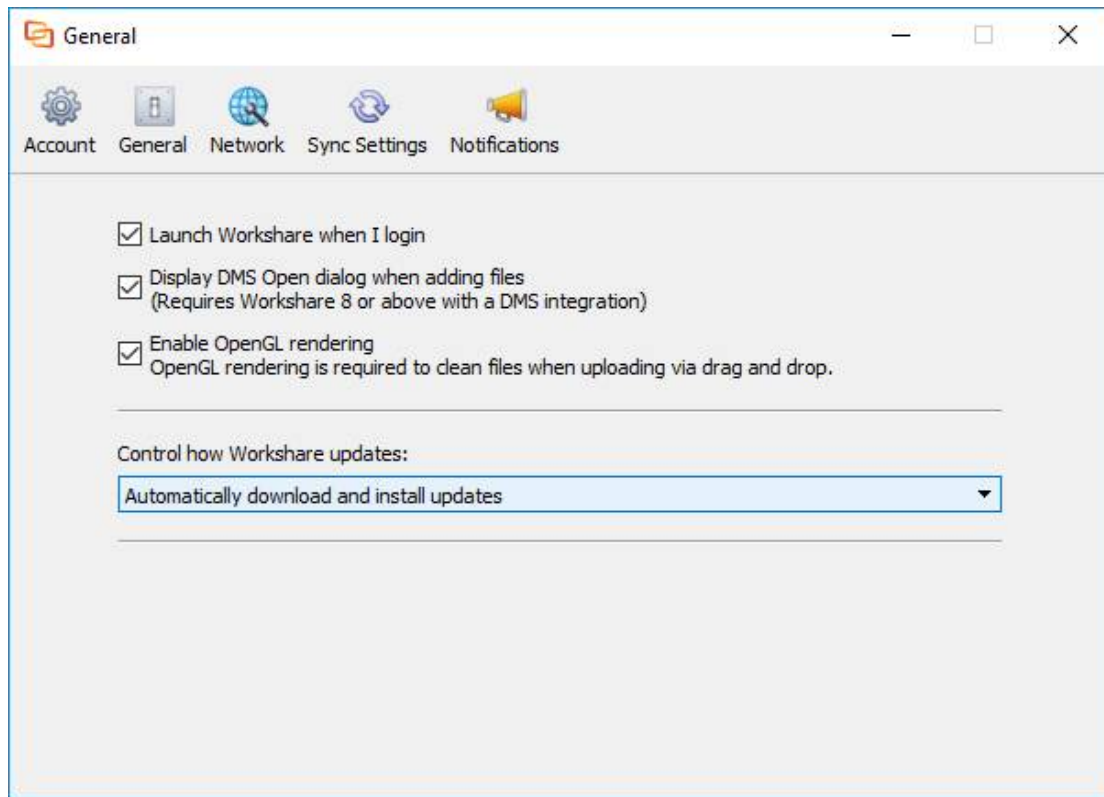 General
Account General Network Sync Settings Notifications
Launch Workshare when I login
Display DMS Open dialog when adding files
(Requires Workshare 8 or above with a DMS integration)
Enable OpenGL rendering
OpenGL rendering is required to clean files when uploading via drag and drop.
Control how Workshare updates:
Automatically download and install updates